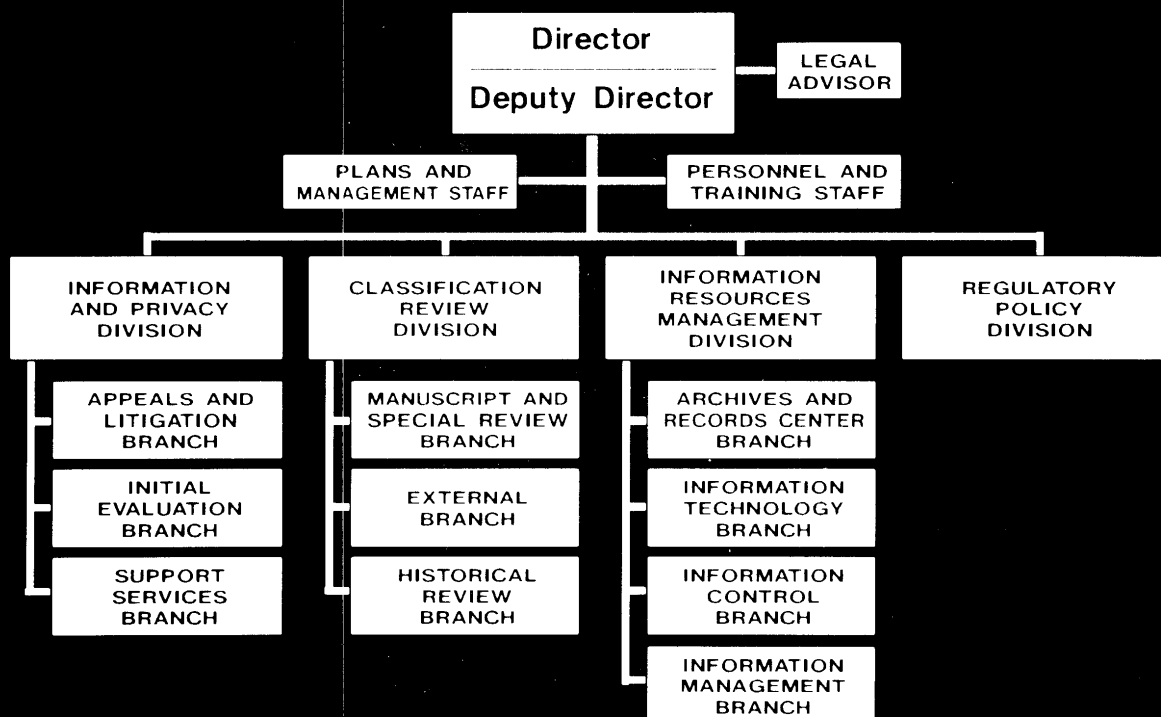 Director
Deputy Director
LEGAL
ADVISOR
PLANS AND
MANAGEMENT STAFF
PERSONNEL AND
TRAINING STAFF
INFORMATION
AND PRIVACY
DIVISION
CLASSIFICATION
REVIEW
DIVISION
INFORMATION
RESOURCES
MANAGEMENT
DIVISION
REGULATORY
POLICY
DIVISION
APPEALS AND
LITIGATION
BRANCH
INITIAL
EVALUATION
BRANCH
SUPPORT
SERVICES
BRANCH
MANUSCRIPT AND
SPECIAL REVIEW
BRANCH
EXTERNAL
BRANCH
HISTORICAL
REVIEW
BRANCH
ARCHIVES AND
RECORDS CENTER
BRANCH
INFORMATION
TECHNOLOGY
BRANCH
INFORMATION
CONTROL
BRANCH
INFORMATION
MANAGEMENT
BRANCH